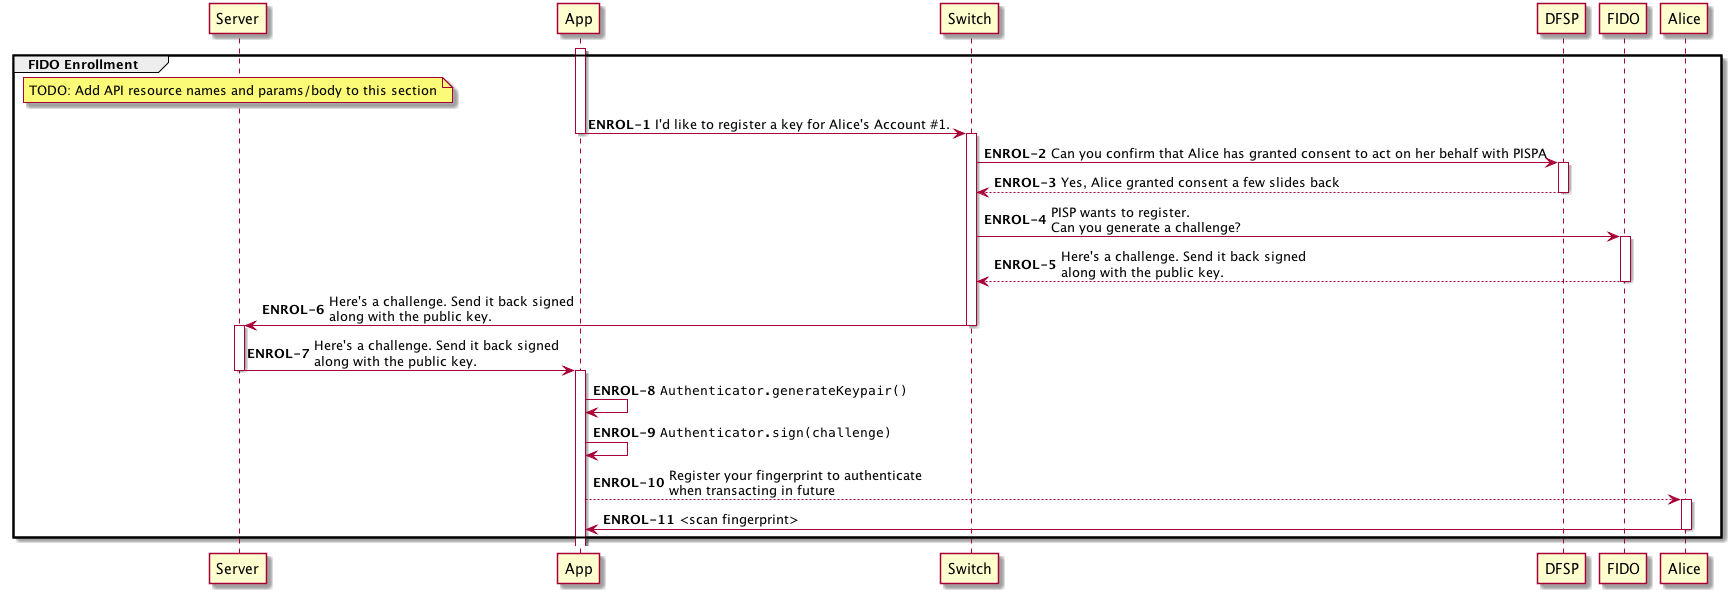 Server App Switch DFSP FIDO Alice
FIDO Enrollment
TODO: Add API resource names and params/body to this section
ENROL-1 I'd like to register a key for Alice's Account #1.
ENROL-2 Can you confirm that Alice has granted consent to act on her behalf with PISPA
ENROL-3 Yes, Alice granted consent a few slides back
ENROL-4 PISP wants to register.
Can you generate a challenge?
ENROL-5 Here's a challenge. Send it back signed
along with the public key.
ENROL-6 Here's a challenge. Send it back signed
along with the public key.
ENROL-7 Here's a challenge. Send it back signed
along with the public key.
ENROL-8 Authenticator.generateKeypair()
ENROL-9 Authenticator.sign(challenge)
ENROL-10 Register your fingerprint to authenticate
when transacting in future
ENROL-11 <scan fingerprint>
Server App Switch DFSP FIDO Alice